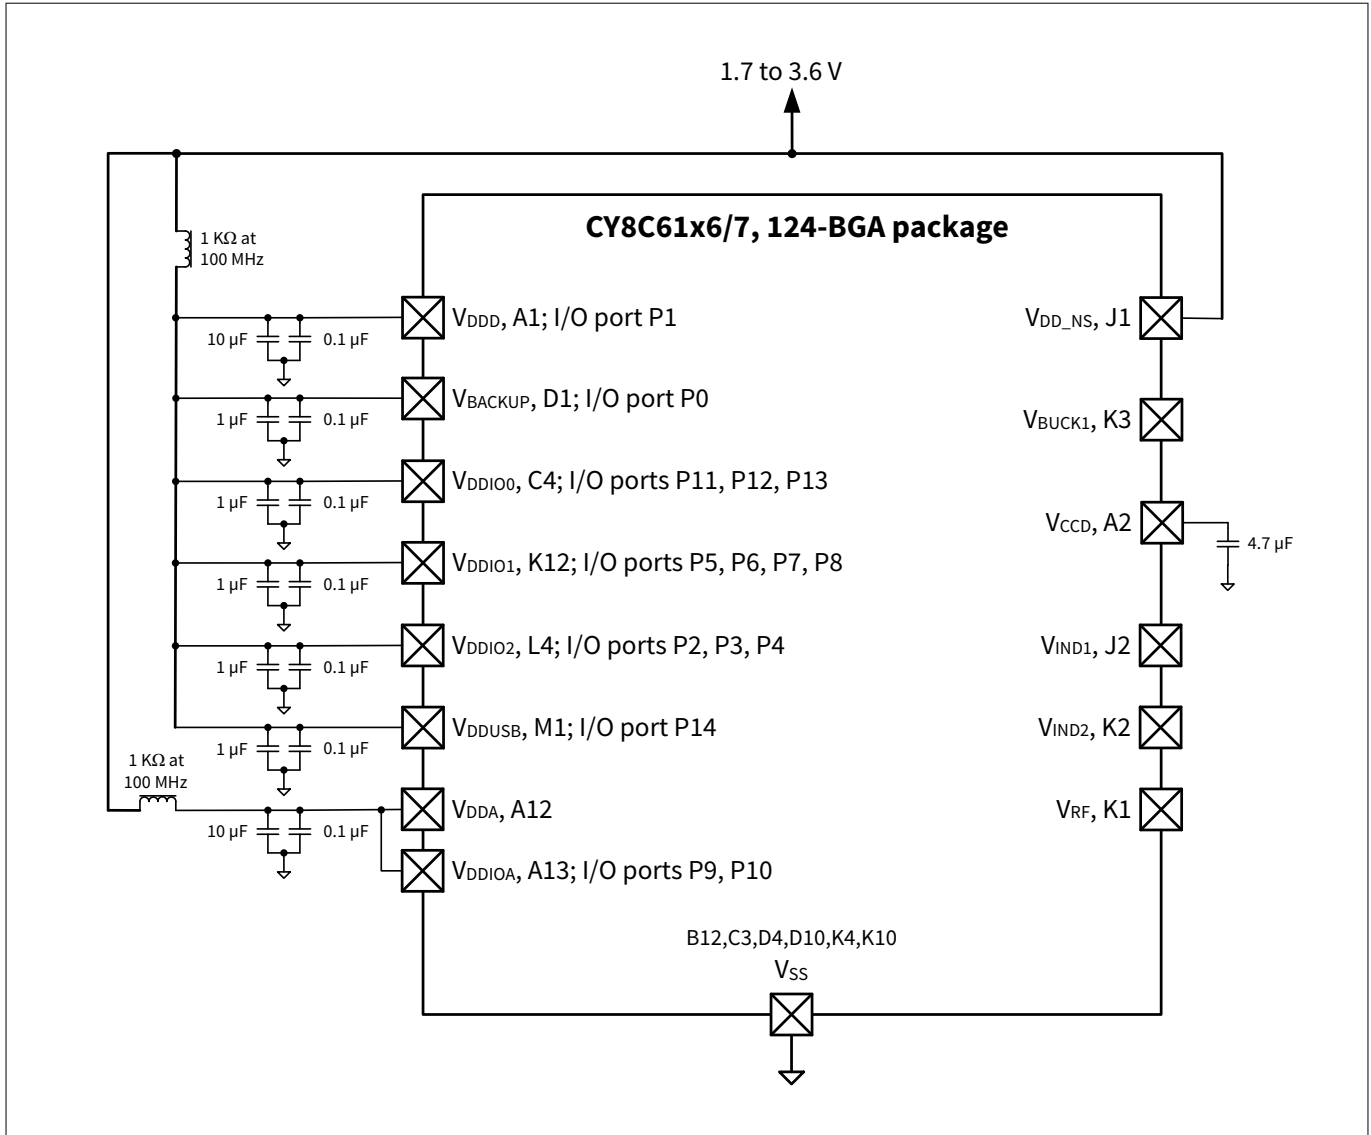 1.7 to 3.6 V
CY8C61x6/7, 124-BGA package
1 KΩ at
100 MHz
VDDD, A1; I/O port P1
10 µF
0.1 µF
VBACKUP, D1; I/O port P0
1 µF
0.1 µF
VDDIO0, C4; I/O ports P11, P12, P13
1 µF
0.1 µF
VDDIO1, K12; I/O ports P5, P6, P7, P8
1 µF
0.1 µF
VDDIO2, L4; I/O ports P2, P3, P4
1 µF
0.1 µF
VDDUSB, M1; I/O port P14
1 µF
0.1 µF
1 KΩ at
100 MHz
VDDA, A12
10 µF
0.1 µF
VDDIOA, A13; I/O ports P9, P10
VDD_NS, J1
VBUCK1, K3
VCCD, A2
4.7 µF
VIND1, J2
VIND2, K2
VRF, K1
B12,C3,D4,D10,K4,K10
VSS